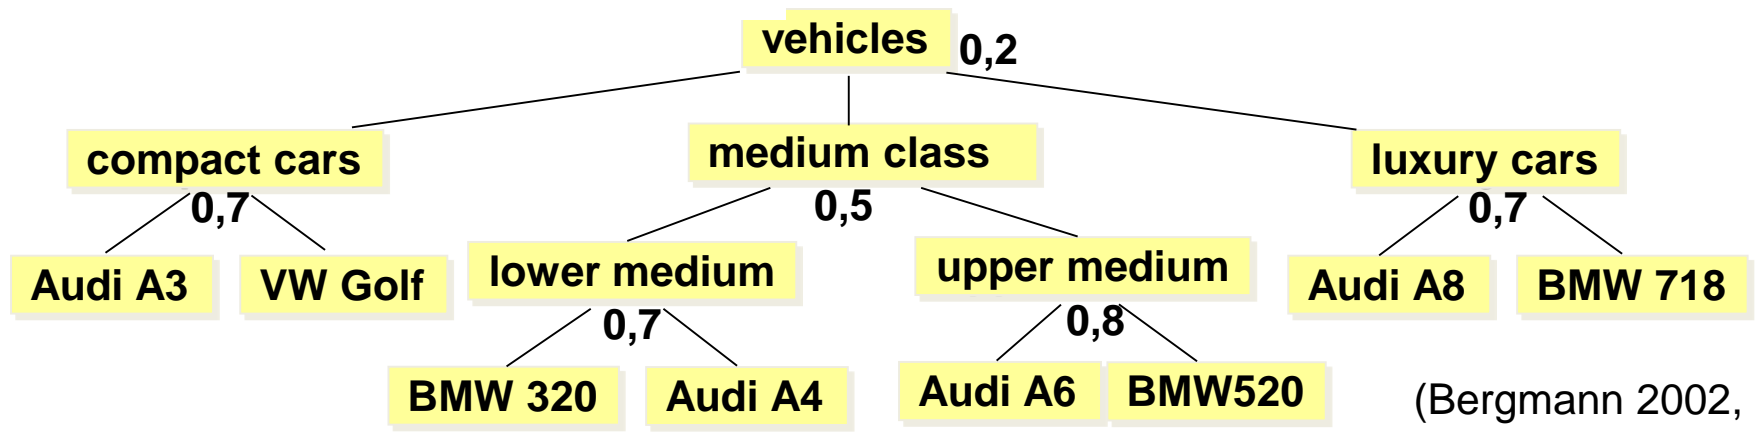 vehicles
0,2
compact cars
medium class
luxury cars
0,7
0,5
0,7
Audi A3
VW Golf
lower medium
upper medium
Audi A8
BMW 718
0,7
0,8
BMW 320
Audi A4
Audi A6
BMW520
(Bergmann 2002,